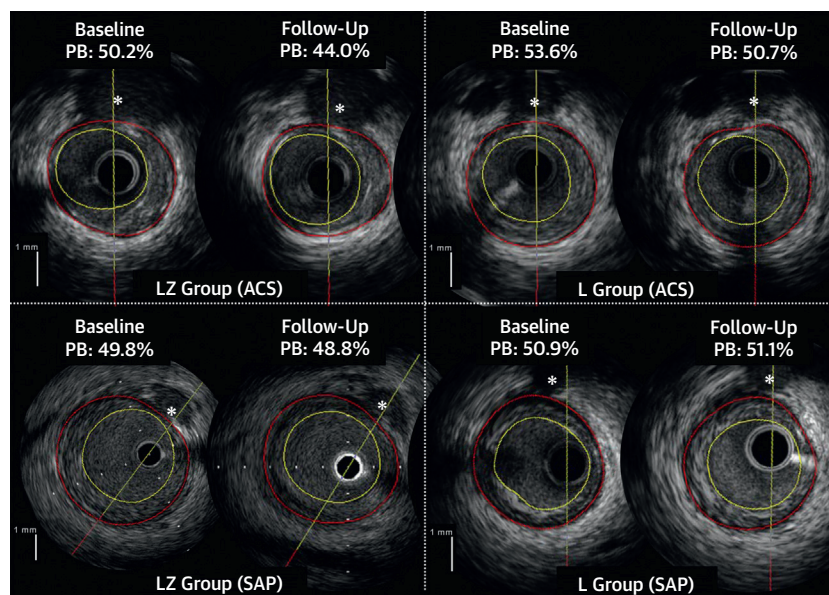 Baseline
PB: 50.2%
Follow-Up
PB: 44.0%
*
*
1 mm
LZ Group (ACS)
Baseline
PB: 53.6%
Follow-Up
PB: 50.7%
*
*
1 mm
L Group (ACS)
Baseline
PB: 49.8%
Follow-Up
PB: 48.8%
*
*
1 mm
LZ Group (SAP)
Baseline
PB: 50.9%
Follow-Up
PB: 51.1%
*
*
1 mm
L Group (SAP)